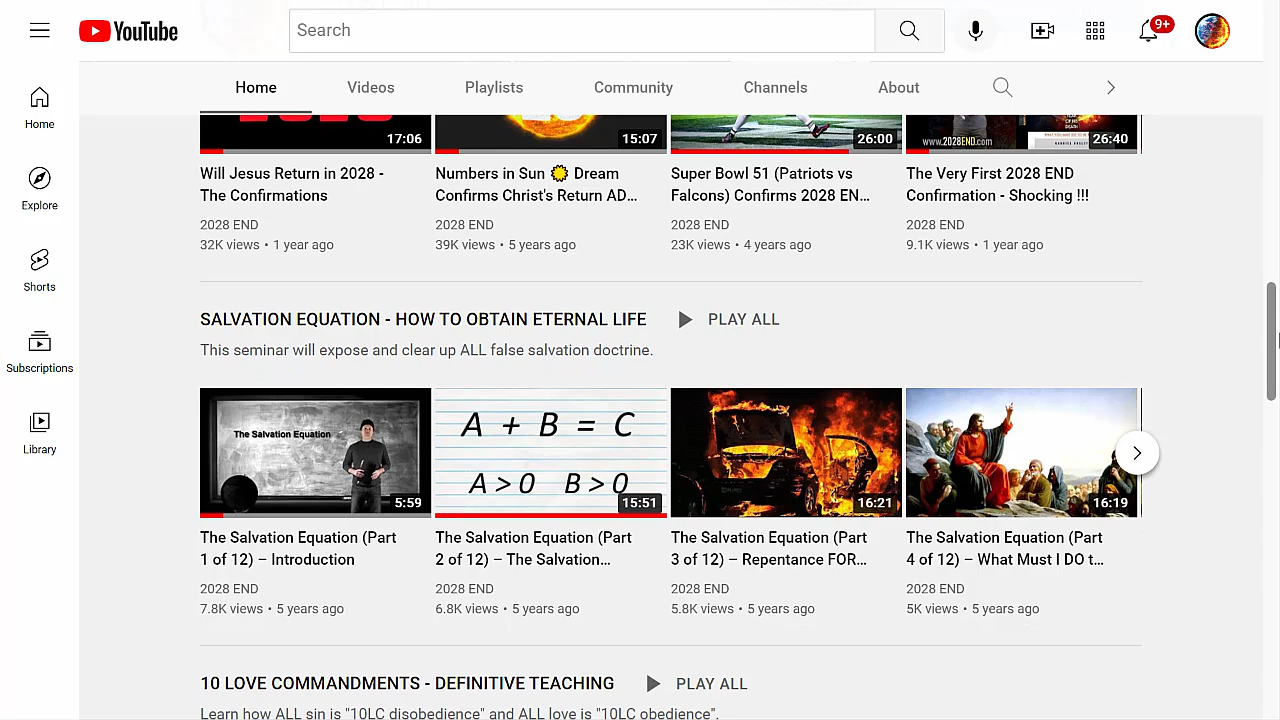 YouTube
Search
9+
Home
Videos
Playlists
Community
Channels
About
Home
Explore
Shorts
Subscriptions
Library
17:06
15:07
26:00
www.2028END.com
26:40
Will Jesus Return in 2028 -
The Confirmations
2028 END
32K views • 1 year ago
Numbers in Sun Dream
Confirms Christ's Return AD...
2028 END
39K views • 5 years ago
Super Bowl 51 (Patriots vs
Falcons) Confirms 2028 EN...
2028 END
23K views • 4 years ago
The Very First 2028 END
Confirmation - Shocking !!!
2028 END
9.1K views • 1 year ago
SALVATION EQUATION - HOW TO OBTAIN ETERNAL LIFE
PLAY ALL
This seminar will expose and clear up ALL false salvation doctrine.
The Salvation Equation
5:59
A + B = C
A > 0 B > 0
15:51
16:21
16:19
The Salvation Equation (Part
1 of 12) – Introduction
2028 END
7.8K views • 5 years ago
The Salvation Equation (Part
2 of 12) – The Salvation...
2028 END
6.8K views • 5 years ago
The Salvation Equation (Part
3 of 12) – Repentance FOR...
2028 END
5.8K views • 5 years ago
The Salvation Equation (Part
4 of 12) – What Must I DO t...
2028 END
5K views • 5 years ago
10 LOVE COMMANDMENTS - DEFINITIVE TEACHING
PLAY ALL
Learn how ALL sin is "10LC disobedience" and ALL love is "10LC obedience".